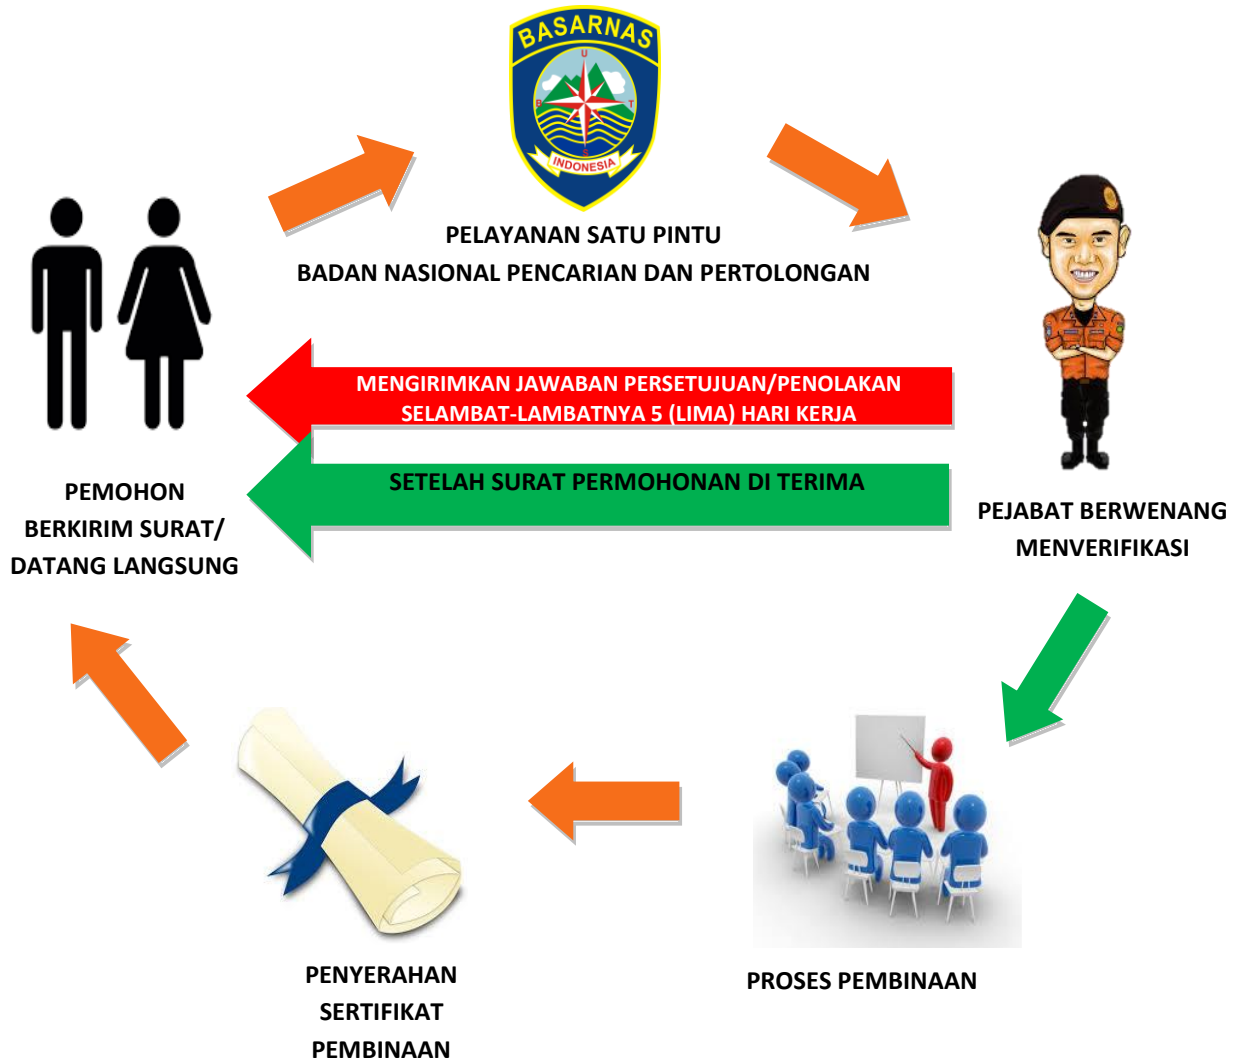 BASARNAS
U
B
T
S
INDONESIA
PELAYANAN SATU PINTU
BADAN NASIONAL PENCARIAN DAN PERTOLONGAN
MENGIRIMKAN JAWABAN PERSETUJUAN/PENOLAKAN
SELAMBAT-LAMBATNYA 5 (LIMA) HARI KERJA
SETELAH SURAT PERMOHONAN DI TERIMA
PEMOHON
BERKIRIM SURAT/
DATANG LANGSUNG
PEJABAT BERWENANG
MENVERIFIKASI
PENYERAHAN
SERTIFIKAT
PEMBINAAN
PROSES PEMBINAAN